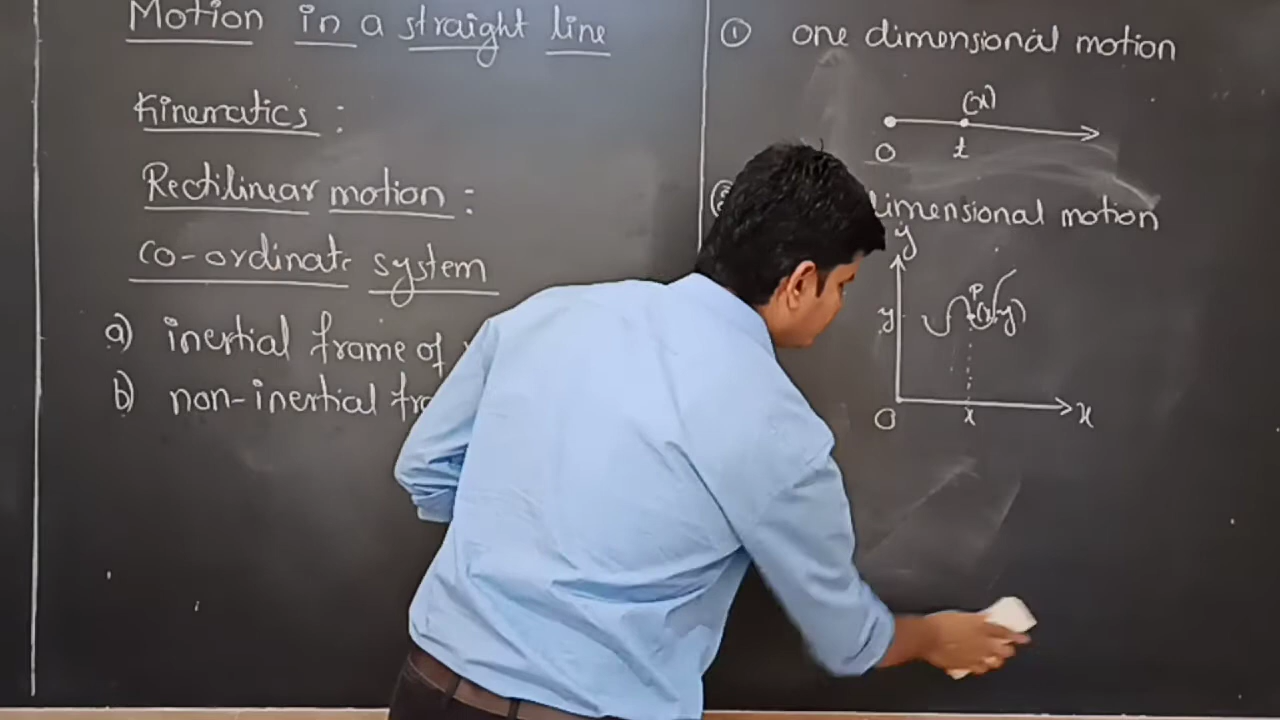 Motion in a straight line
Kinematics :
Rectilinear motion :
co-ordinate system
a) inertial frame of
b) non-inertial
① one dimensional motion
(x)
O t
② dimensional motion
y
P
y (x,y)
O x x